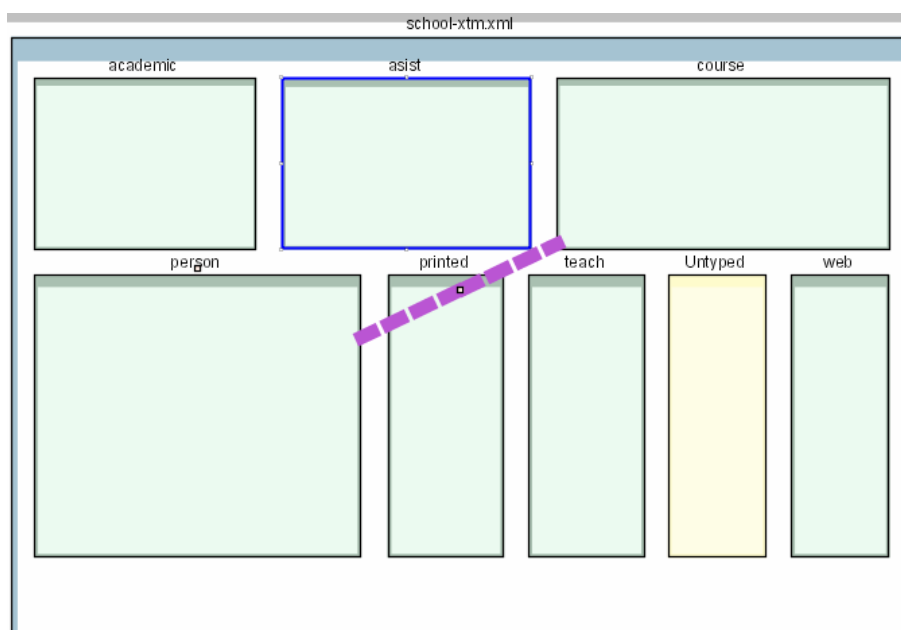 school-xtm.xml
academic asist course
person printed teach Untyped web